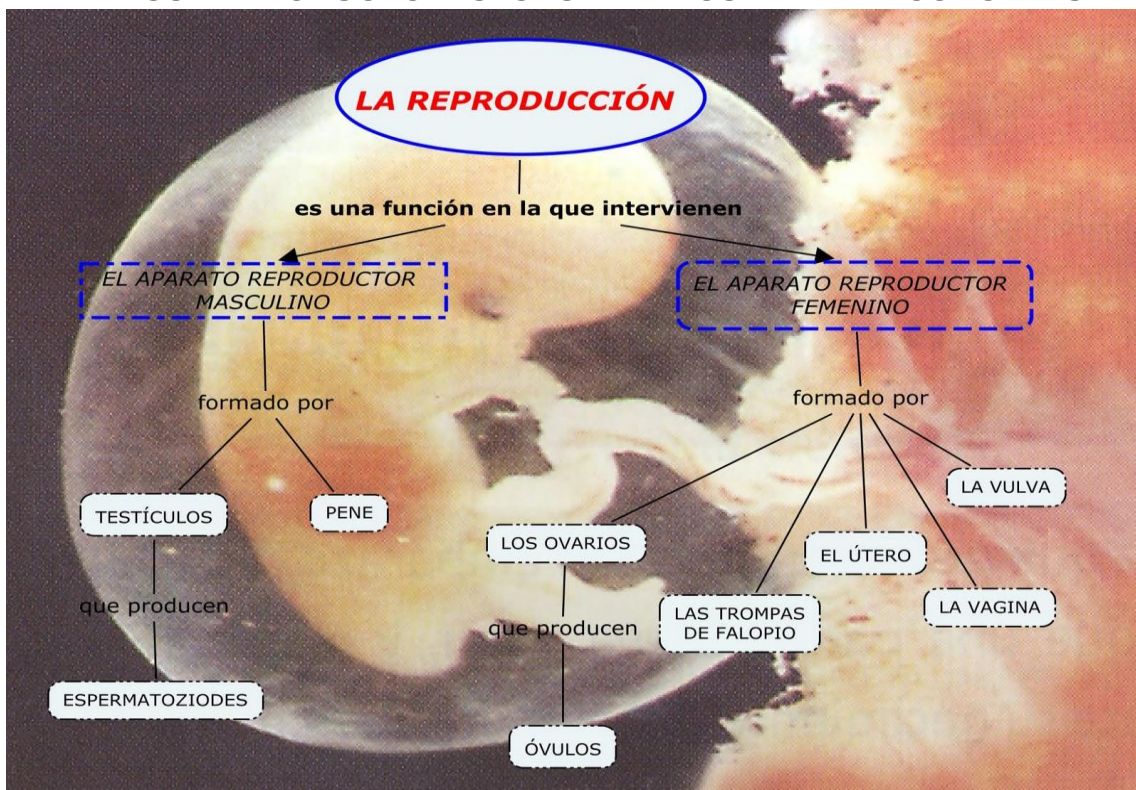 LA REPRODUCCIÓN
es una función en la que intervienen
EL APARATO REPRODUCTOR
MASCULINO
EL APARATO REPRODUCTOR
FEMENINO
formado por
formado por
TESTÍCULOS
PENE
LOS OVARIOS
LAS TROMPAS
DE FALOPIO
EL ÚTERO
LA VAGINA
LA VULVA
que producen
que producen
ESPERMATOZIODES
ÓVULOS